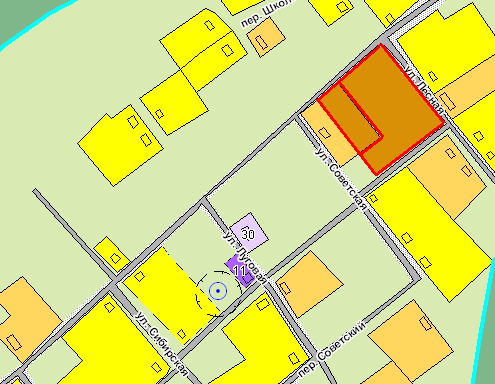 пер. Школ
ул. Лесная
ул. Советская
30
ул. Луговая
11
ул. Сибирская
пер. Советский